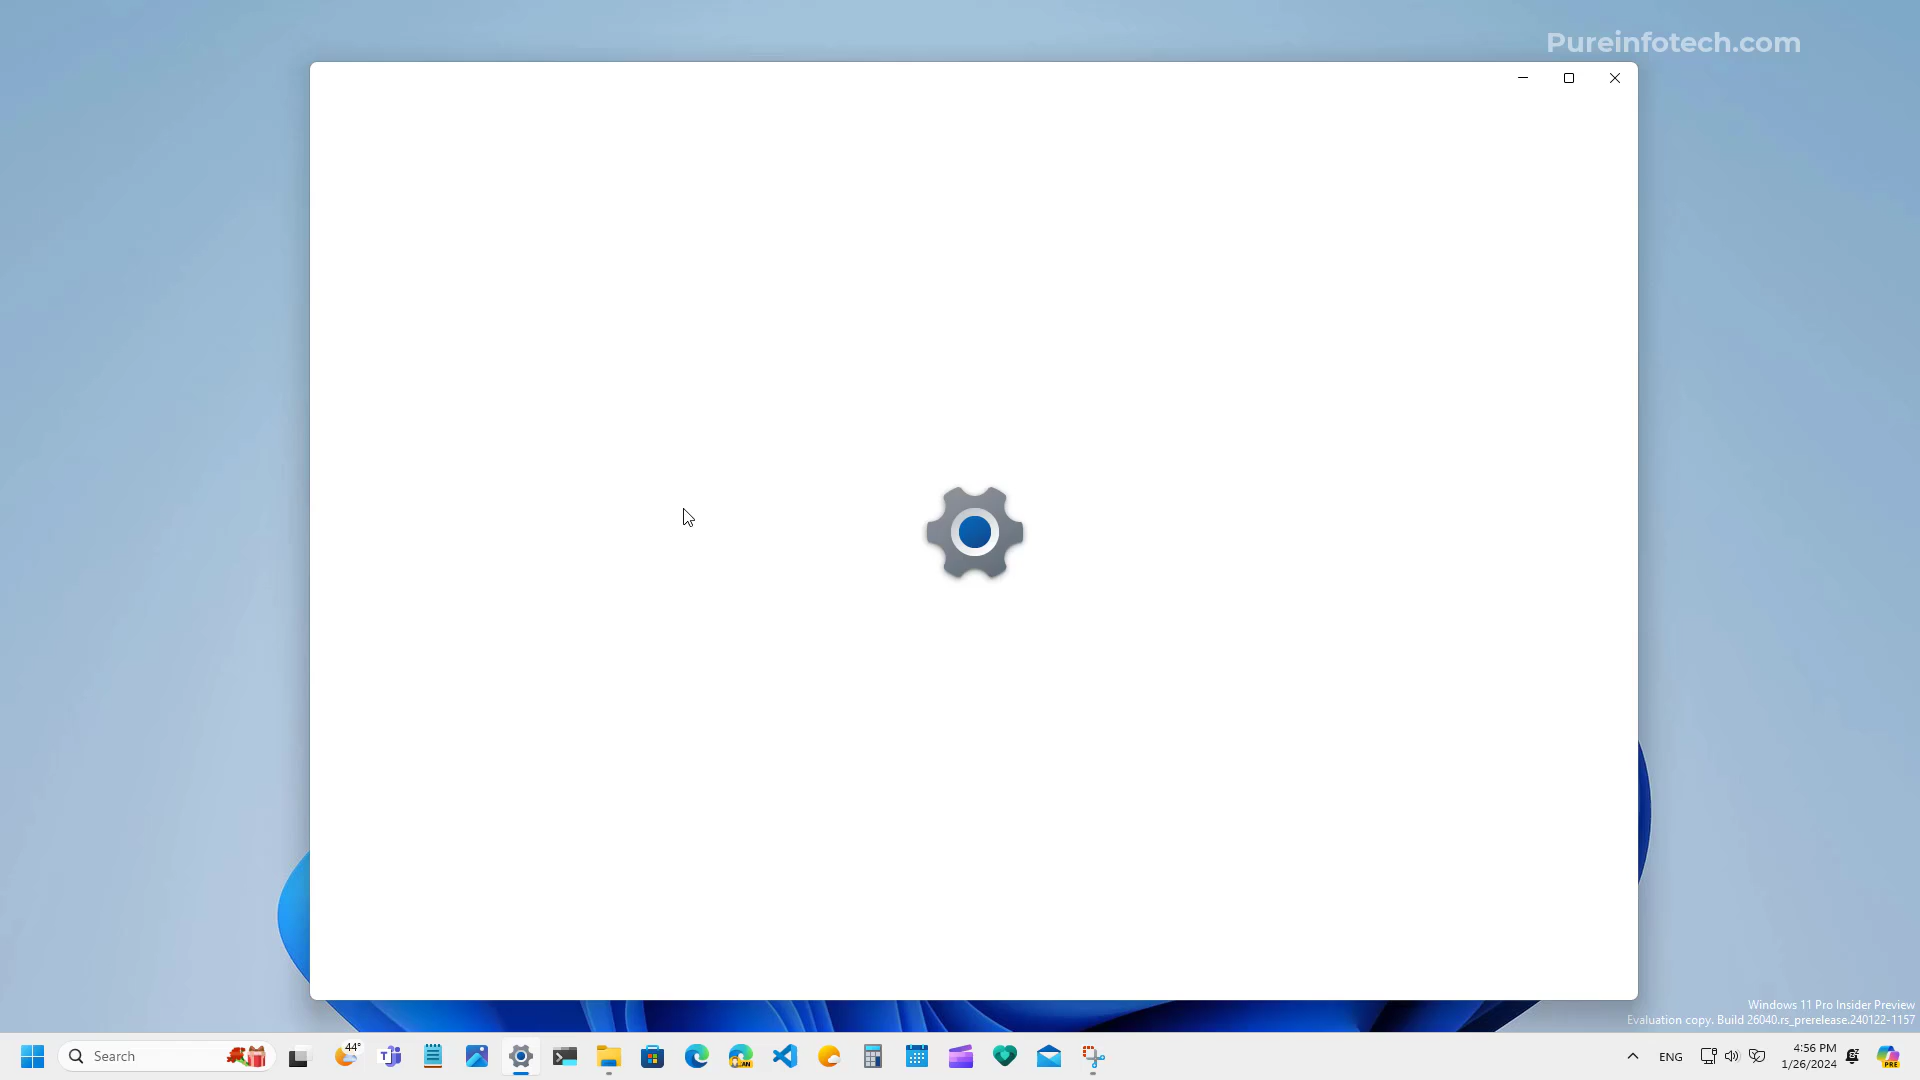 Pureinfotech.com
Windows 11 Pro Insider Preview
Evaluation copy. Build 26040.rs_prerelease.240122-1157
Search
44°
ENG
4:56 PM
1/26/2024
PRE